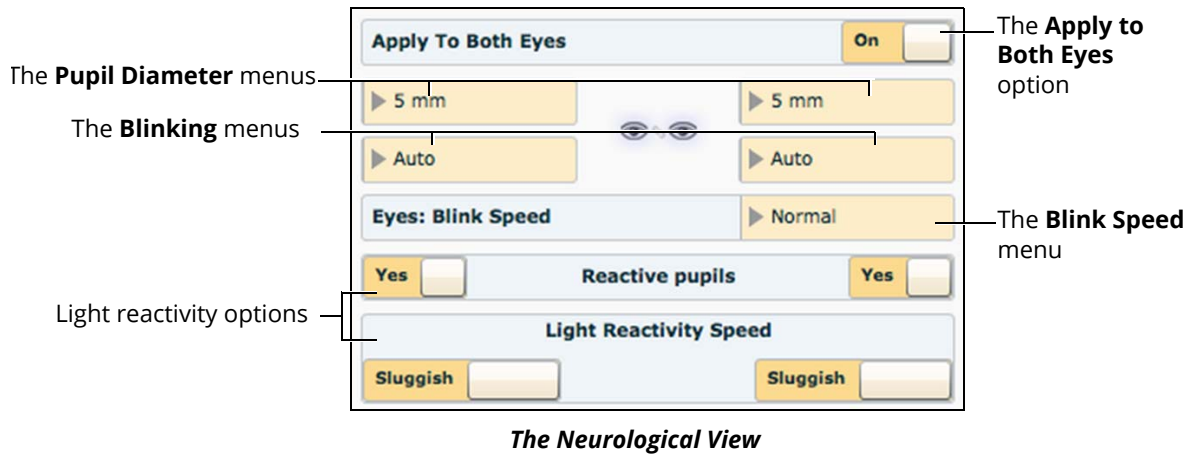 Apply To Both Eyes
On
The Apply to
Both Eyes
option
The Pupil Diameter menus
5 mm
5 mm
The Blinking menus
Auto
Auto
Eyes: Blink Speed
Normal
The Blink Speed
menu
Yes
Reactive pupils
Yes
Light reactivity options
Light Reactivity Speed
Sluggish
Sluggish
The Neurological View